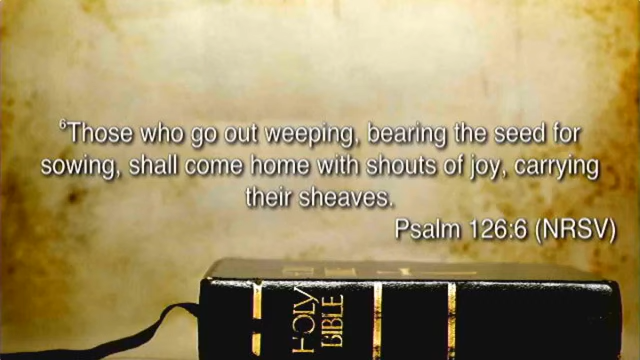 ⁶Those who go out weeping, bearing the seed for
sowing, shall come home with shouts of joy, carrying
their sheaves.
Psalm 126:6 (NRSV)
HOLY
BIBLE